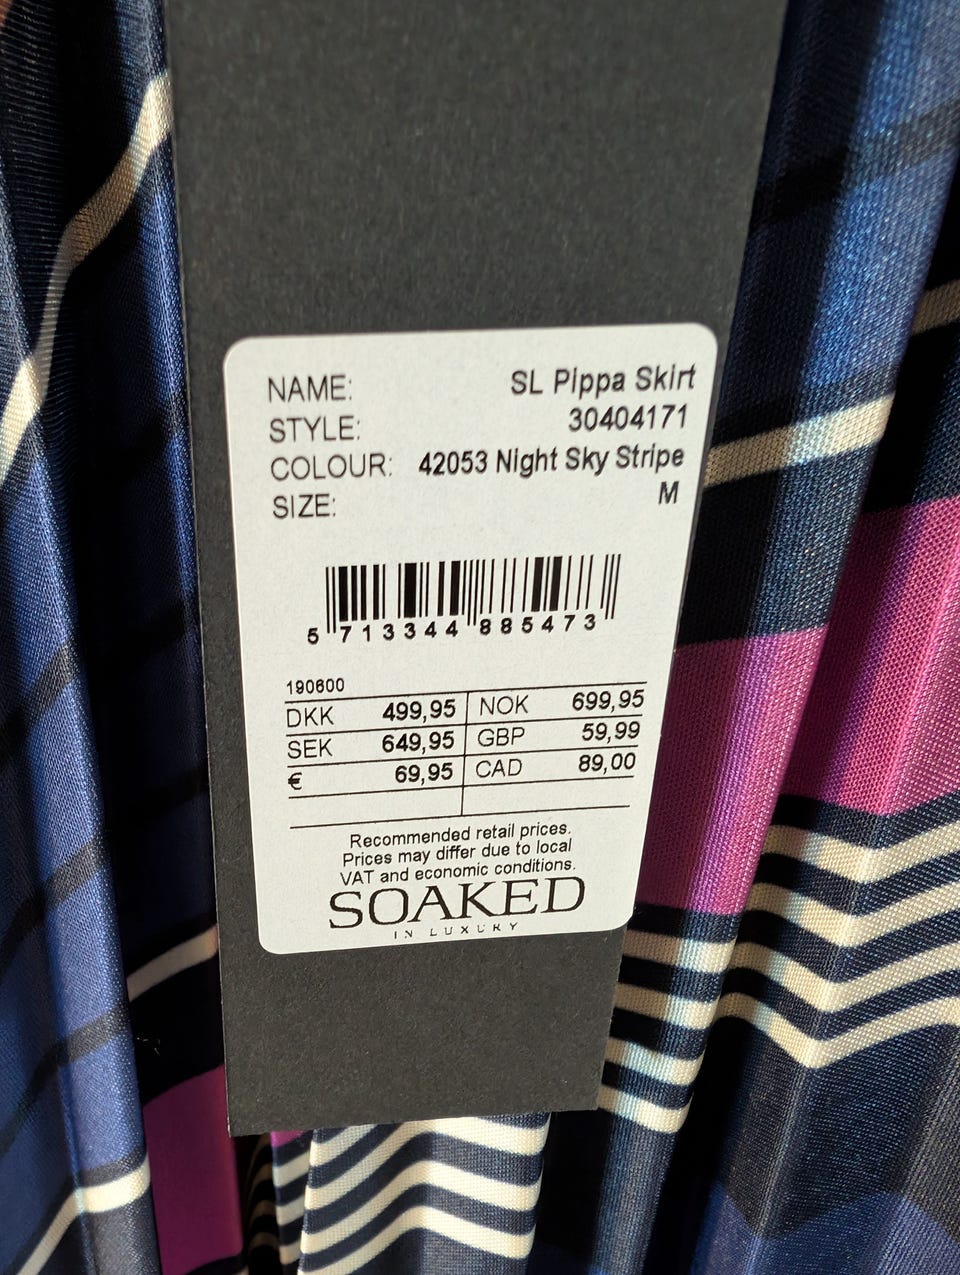 NAME: SL Pippa Skirt
STYLE: 30404171
COLOUR: 42053 Night Sky Stripe
SIZE: M
5 713344 885473
190600
DKK 499,95 NOK 699,95
SEK 649,95 GBP 59,99
€ 69,95 CAD 89,00
Recommended retail prices.
Prices may differ due to local
VAT and economic conditions.
SOAKED
IN LUXURY